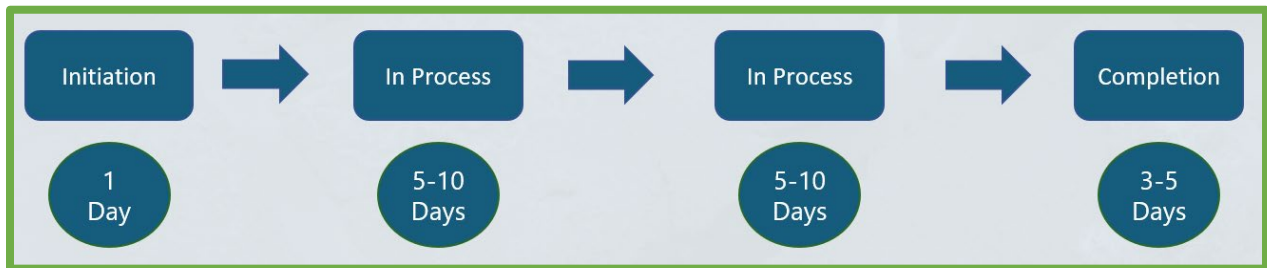 Initiation
In Process
In Process
Completion
1
Day
5-10
Days
5-10
Days
3-5
Days